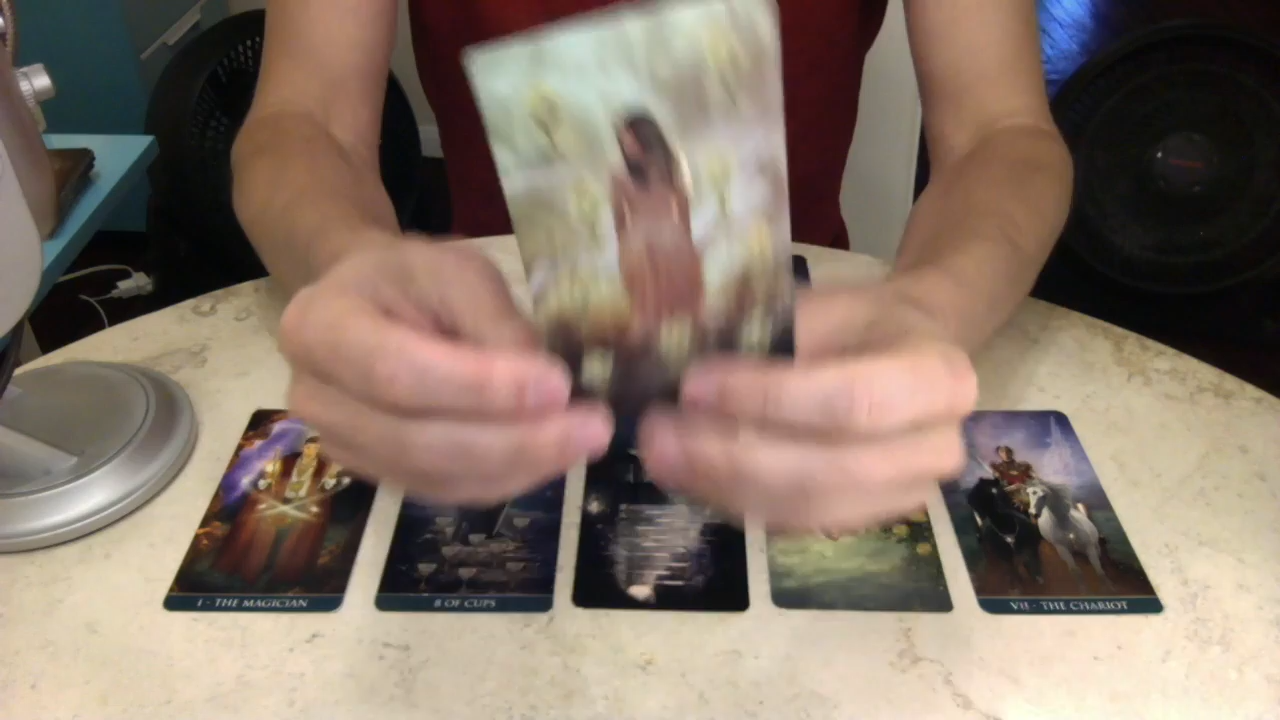 I - THE MAGICIAN
8 OF CUPS
VII - THE CHARIOT